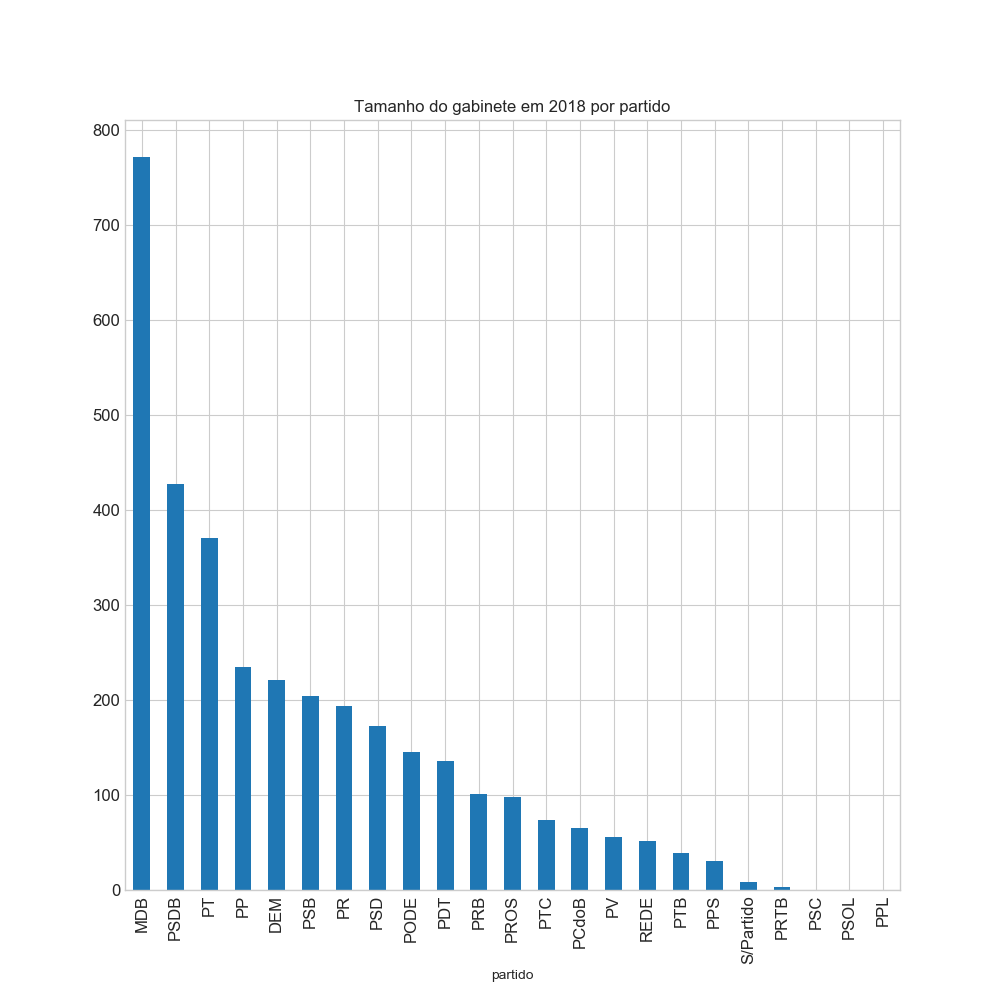 Tamanho do gabinete em 2018 por partido
800
700
600
500
400
300
200
100
0
MDB
PSDB
PT
PP
DEM
PSB
PR
PSD
PODE
PDT
PRB
PROS
PTC
PCdoB
PV
REDE
PTB
PPS
S/Partido
PRTB
PSC
PSOL
PPL
partido